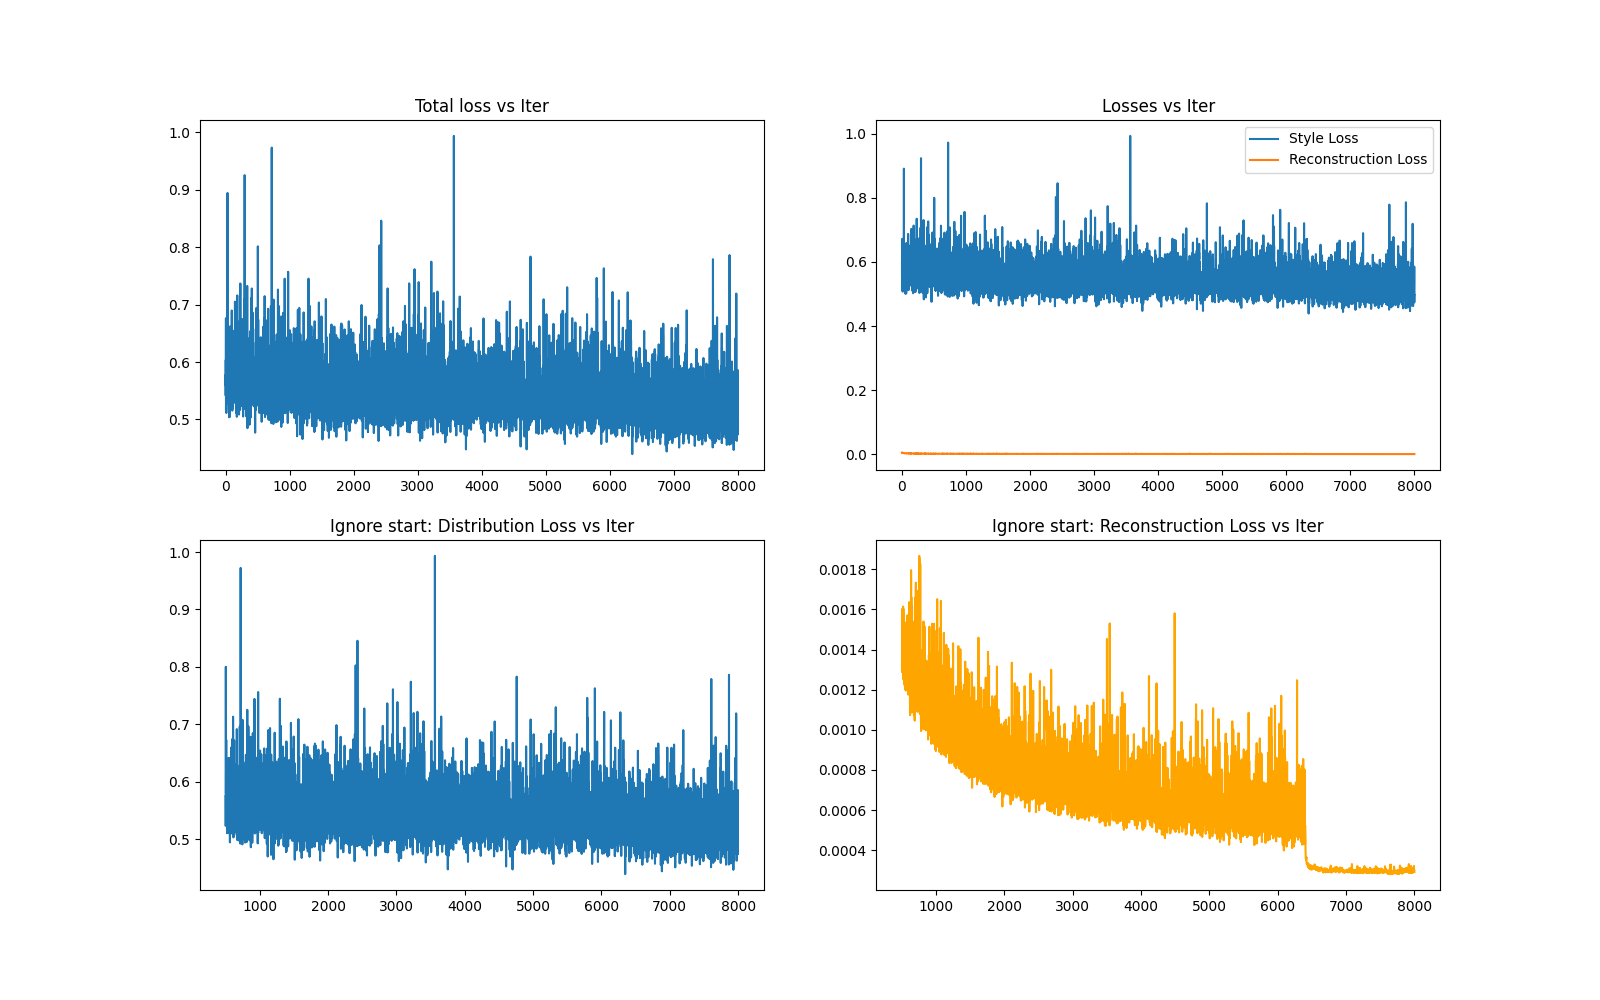 Total loss vs Iter
1.0
0.9
0.8
0.7
0.6
0.5
0 1000 2000 3000 4000 5000 6000 7000 8000
Losses vs Iter
Style Loss
Reconstruction Loss
1.0
0.8
0.6
0.4
0.2
0.0
0 1000 2000 3000 4000 5000 6000 7000 8000
Ignore start: Distribution Loss vs Iter
1.0
0.9
0.8
0.7
0.6
0.5
1000 2000 3000 4000 5000 6000 7000 8000
Ignore start: Reconstruction Loss vs Iter
0.0018
0.0016
0.0014
0.0012
0.0010
0.0008
0.0006
0.0004
1000 2000 3000 4000 5000 6000 7000 8000